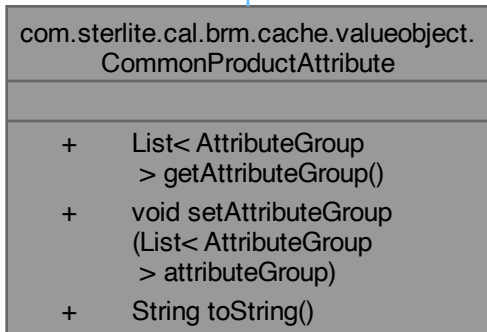 com.sterlite.cal.brm.cache.valueobject.
CommonProductAttribute
+ List< AttributeGroup
> getAttributeGroup()
+ void setAttributeGroup
(List< AttributeGroup
> attributeGroup)
+ String toString()